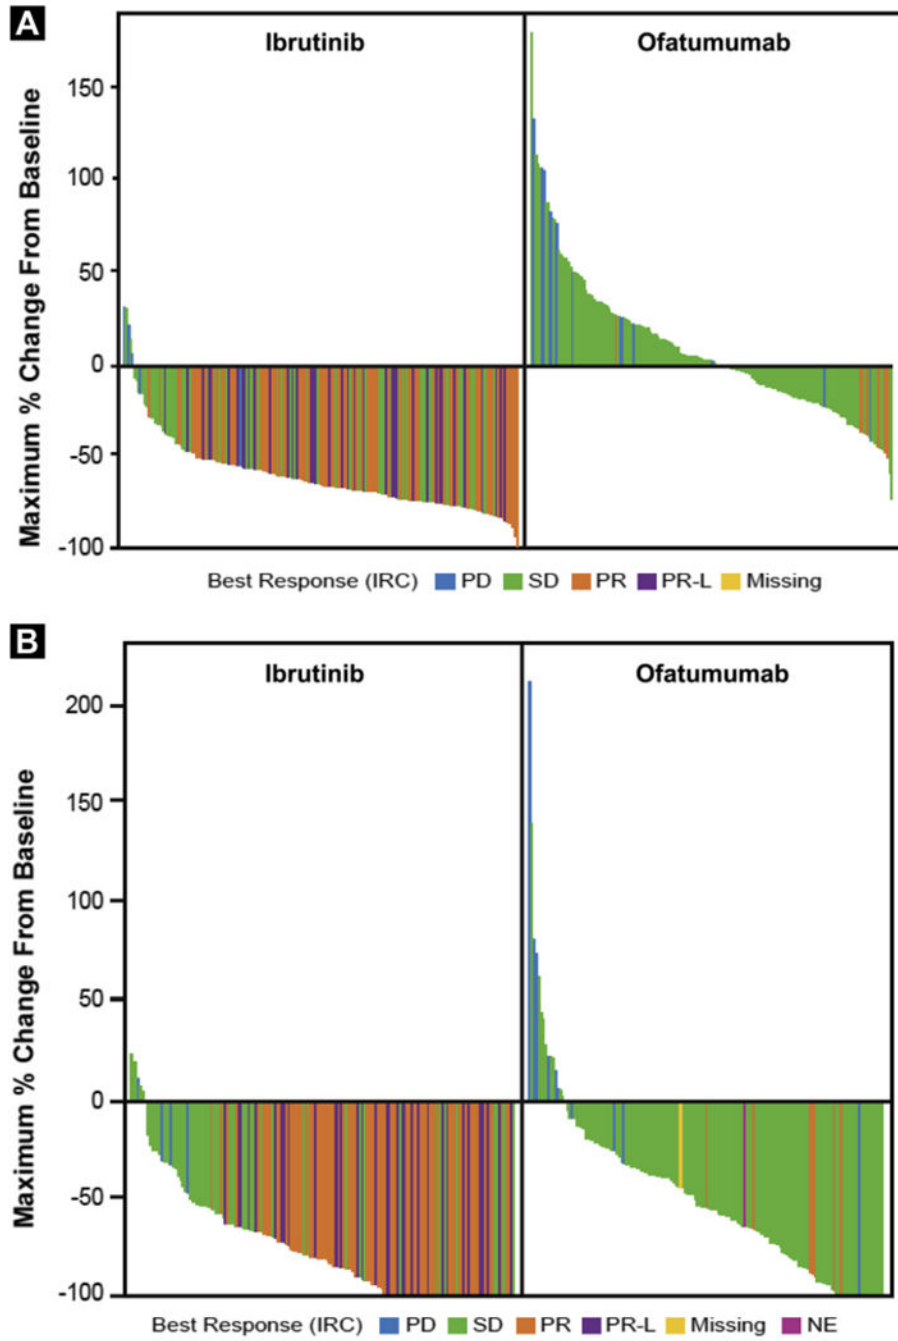 A
Ibrutinib
Ofatumumab
Maximum % Change From Baseline
150
100
50
0
-50
-100
Best Response (IRC) PD SD PR PR-L Missing
B
Ibrutinib
Ofatumumab
Maximum % Change From Baseline
200
150
100
50
0
-50
-100
Best Response (IRC) PD SD PR PR-L Missing NE